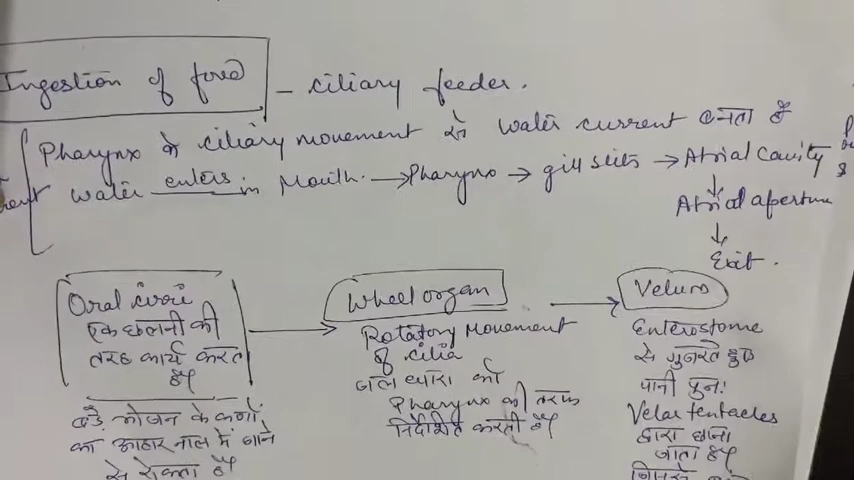 Ingestion of food - ciliary feeder.
Pharynx के ciliary movement से water current बनता है
water enters in Mouth. → Pharynx → gill slits → Atrial cavity
↓
Atrial aperture
↓
Exit.
Oral cirri
एक छलनी की
तरह कार्य करते
हैं
बड़े भोजन के कणों
का आहार नाल में जाने
से रोकता है
→
Wheel organ
Rotatory Movement
of cilia
जल धारा को
Pharynx की तरफ
निर्देशित करती है
→
Velum
Enterostome
से गुजरते हुए
पानी पुनः
Velar tentacles
द्वारा छाना
जाता है
जिससे